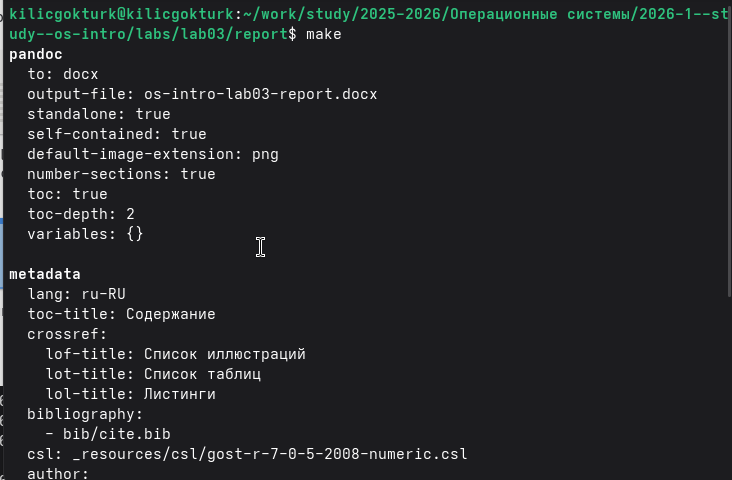 kilicgokturk@kilicgokturk:~/work/study/2025-2026/Операционные системы/2026-1--st
udy--os-intro/labs/lab03/report$ make
pandoc
  to: docx
  output-file: os-intro-lab03-report.docx
  standalone: true
  self-contained: true
  default-image-extension: png
  number-sections: true
  toc: true
  toc-depth: 2
  variables: {}

metadata
  lang: ru-RU
  toc-title: Содержание
  crossref:
    lof-title: Список иллюстраций
    lot-title: Список таблиц
    lol-title: Листинги
  bibliography:
    - bib/cite.bib
  csl: _resources/csl/gost-r-7-0-5-2008-numeric.csl
  author: